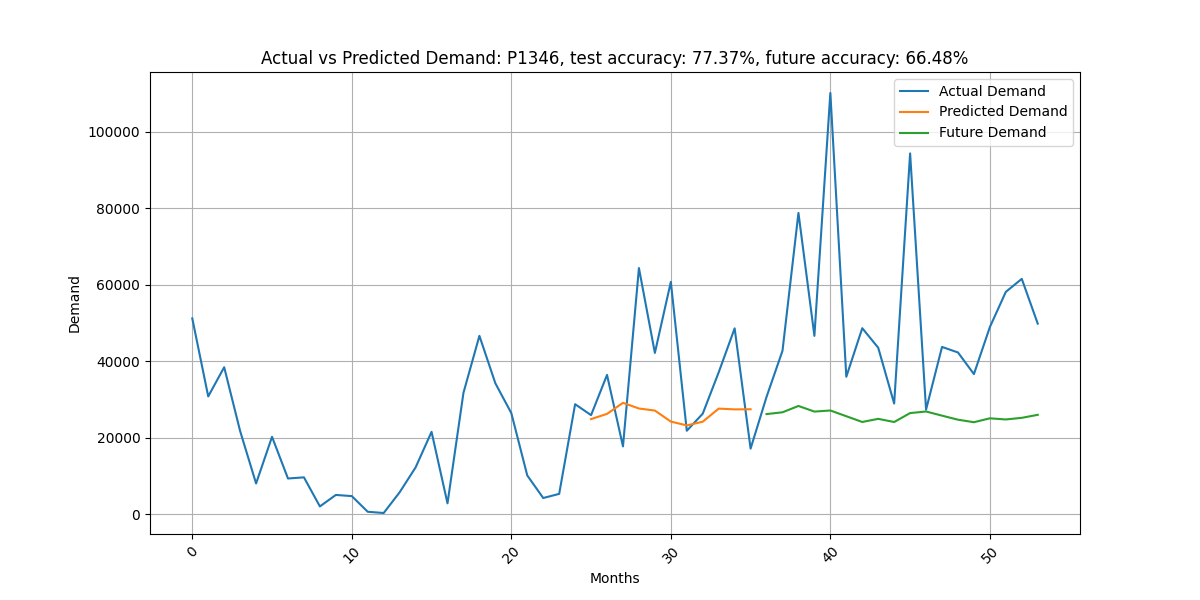 Actual vs Predicted Demand: P1346, test accuracy: 77.37%, future accuracy: 66.48%
Actual Demand
Predicted Demand
Future Demand
100000
80000
60000
40000
20000
0
Demand
0
10
20
30
40
50
Months